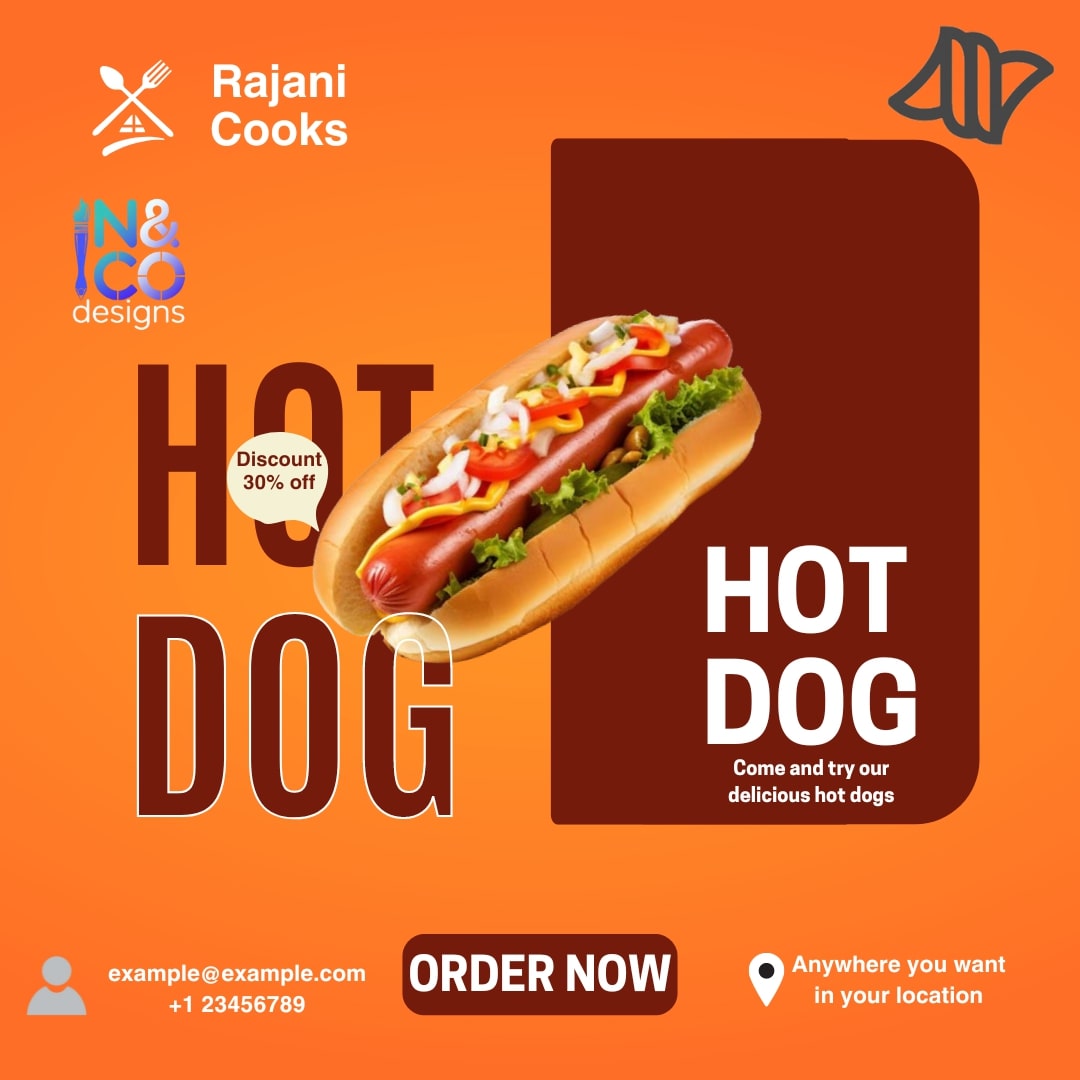 Rajani
Cooks
IN&
CO
designs
HOT
Discount
30% off
DOG
HOT
DOG
Come and try our
delicious hot dogs
example@example.com
+1 23456789
ORDER NOW
Anywhere you want
in your location